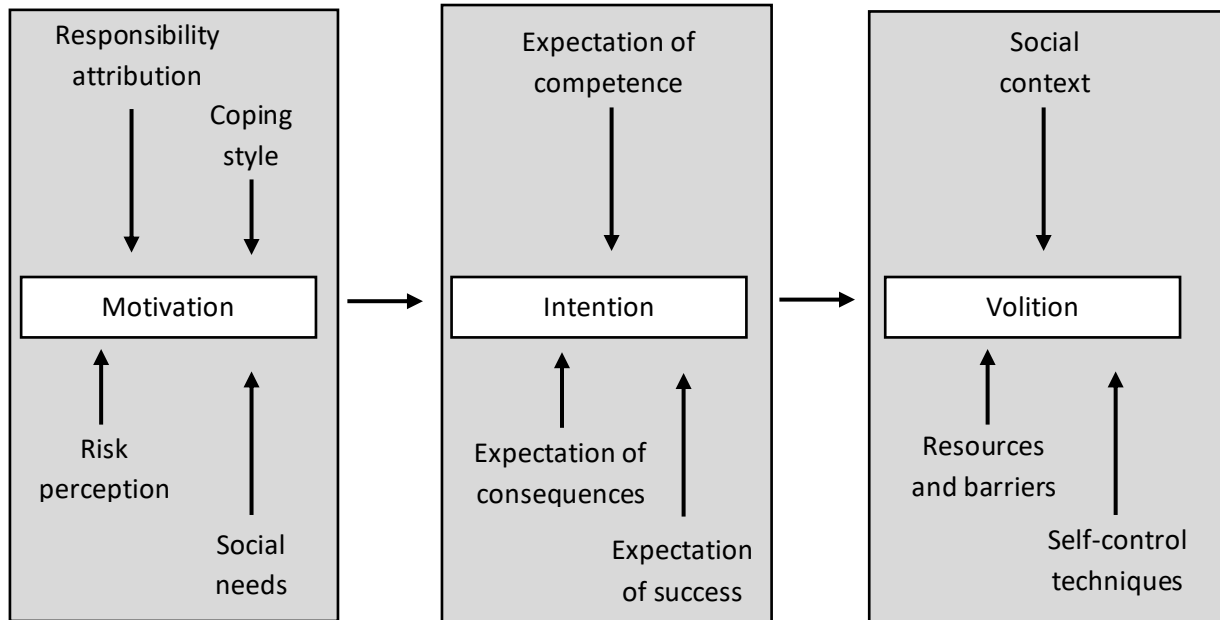 Responsibility
attribution
Coping
style
Motivation
Risk
perception
Social
needs
Expectation of
competence
Intention
Expectation of
consequences
Expectation
of success
Social
context
Volition
Resources
and barriers
Self-control
techniques